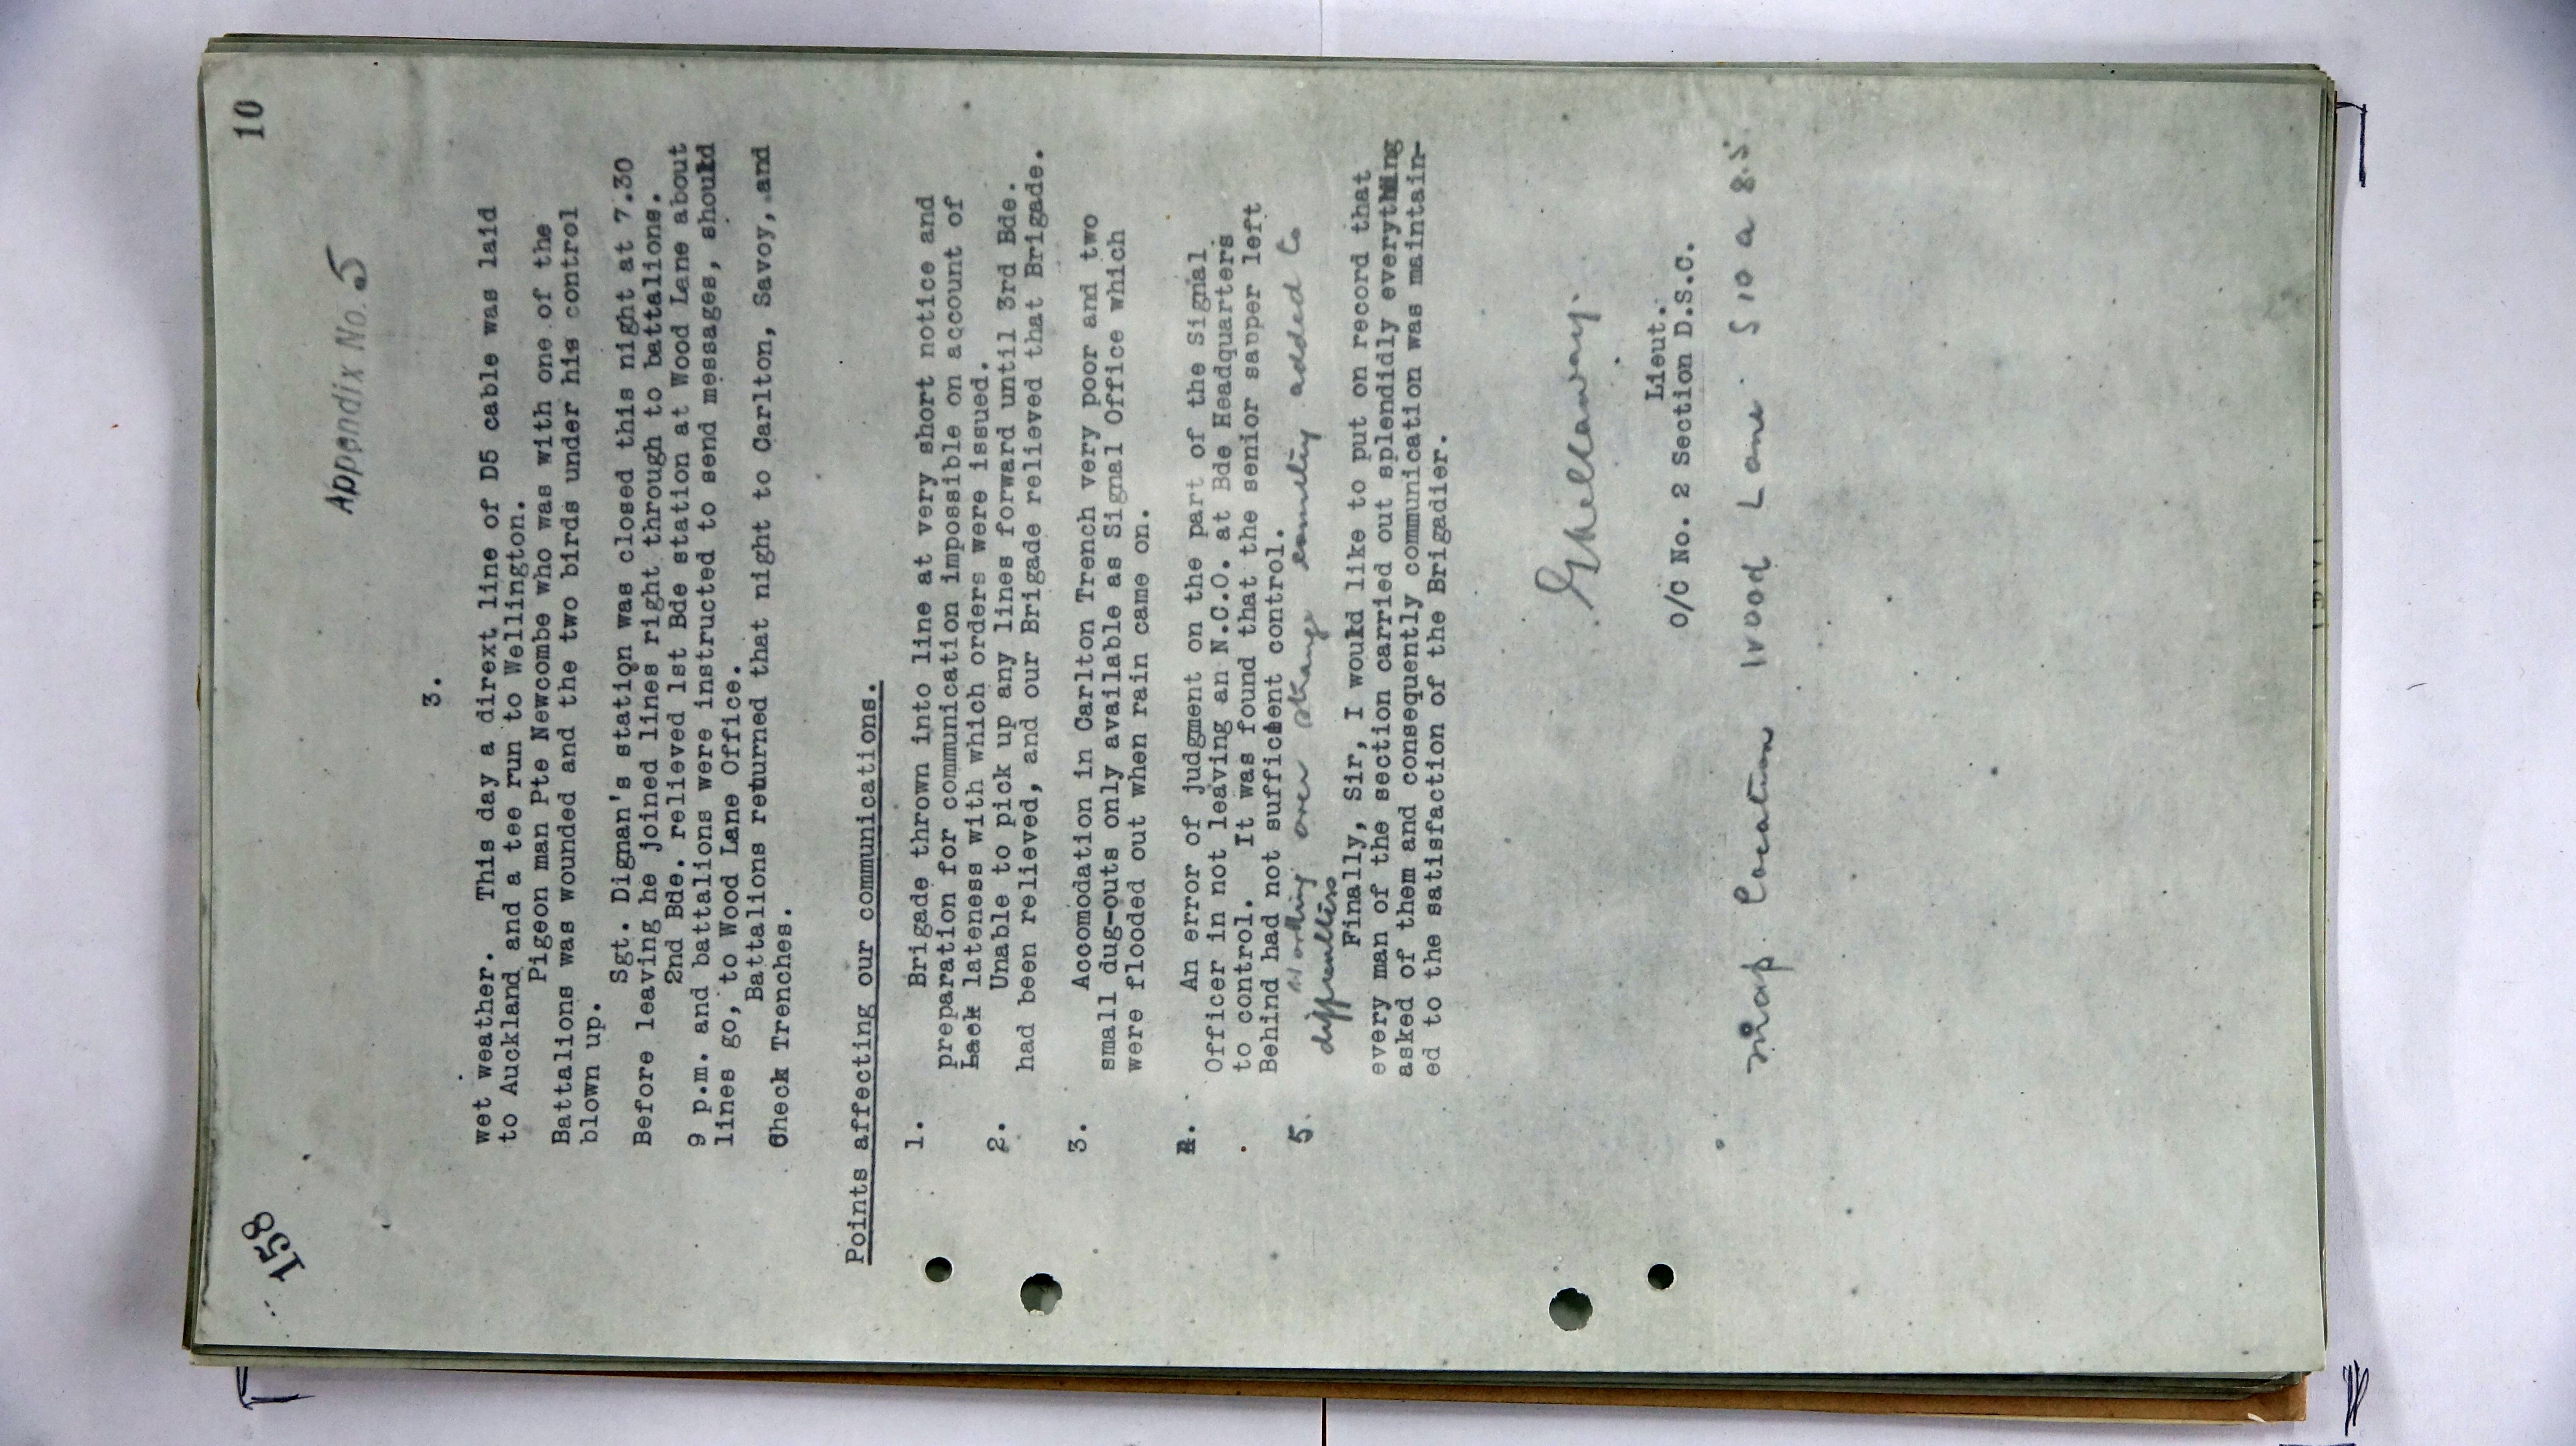 158
10
Appendix No. 5
3.
wet weather. This day a dirext line of D5 cable was laid
to Auckland and a tee run to Wellington.
Pigeon man Pte Newcombe who was with one of the
Battalions was wounded and the two birds under his control
blown up.
Sgt. Dignan's station was closed this night at 7.30
Before leaving he joined lines right through to battalions.
2nd Bde. relieved 1st Bde station at Wood Lane about
9 p.m. and battalions were instructed to send messages, should
lines go, to Wood Lane Office.
Battalions returned that night to Carlton, Savoy, and
Check Trenches.
Points affecting our communications.
1. Brigade thrown into line at very short notice and
preparation for communication impossible on account of
Lack lateness with which orders were issued.
2. Unable to pick up any lines forward until 3rd Bde.
had been relieved, and our Brigade relieved that Brigade.
3. Accomodation in Carlton Trench very poor and two
small dug-outs only available as Signal Office which
were flooded out when rain came on.
4. An error of judgment on the part of the Signal
Officer in not leaving an N.C.O. at Bde Headquarters
to control. It was found that the senior sapper left
Behind had not sufficient control.
5. Working over strange country added to
difficulties
Finally, Sir, I would like to put on record that
every man of the section carried out splendidly everything
asked of them and consequently communication was maintain-
ed to the satisfaction of the Brigadier.
Lieut.
O/C No. 2 Section D.S.C.
Map Location Wood Lane S 10 a 8.5.